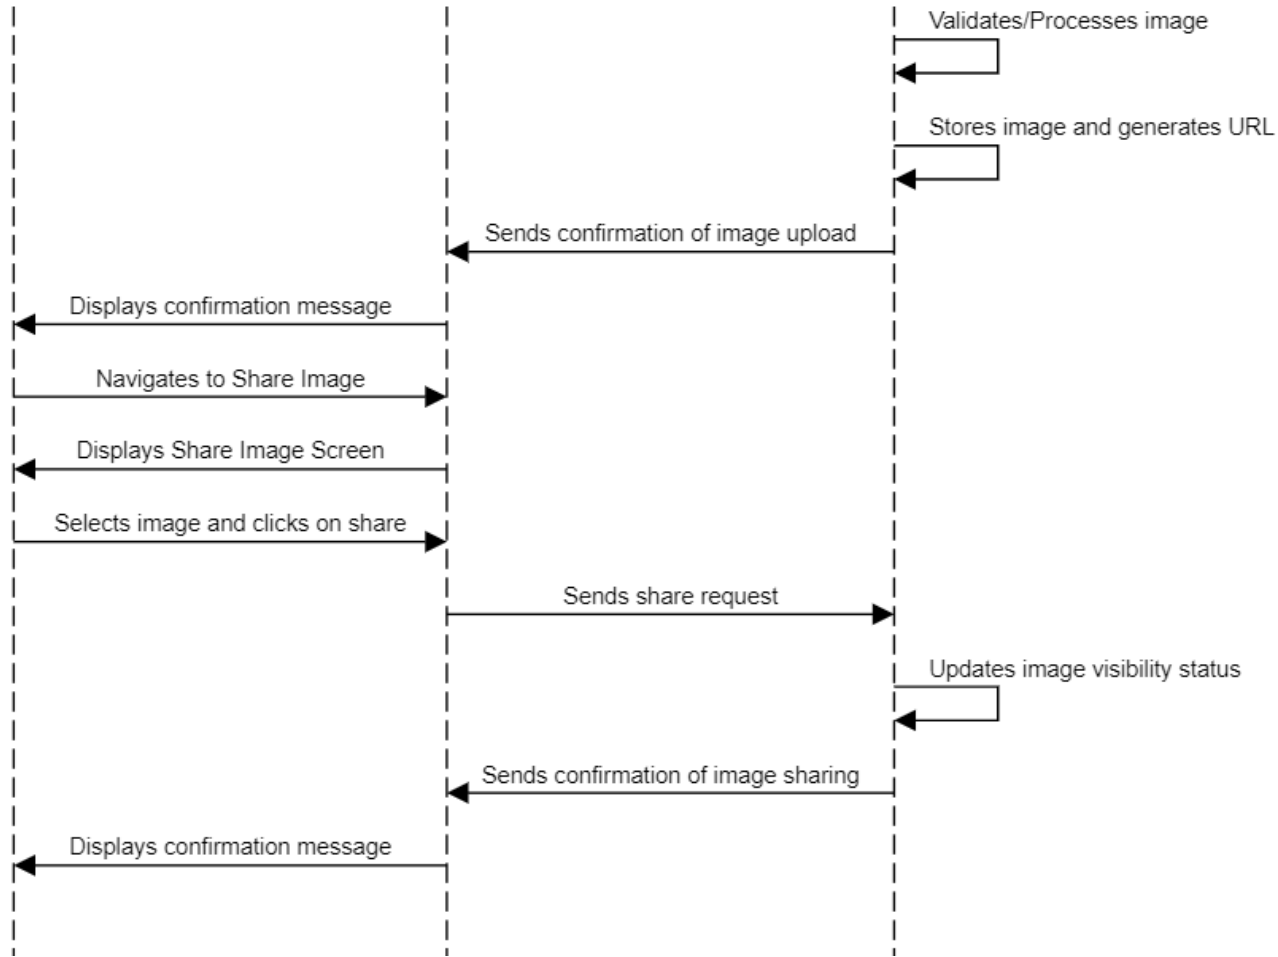 Validates/Processes image
Stores image and generates URL
Sends confirmation of image upload
Displays confirmation message
Navigates to Share Image
Displays Share Image Screen
Selects image and clicks on share
Sends share request
Updates image visibility status
Sends confirmation of image sharing
Displays confirmation message